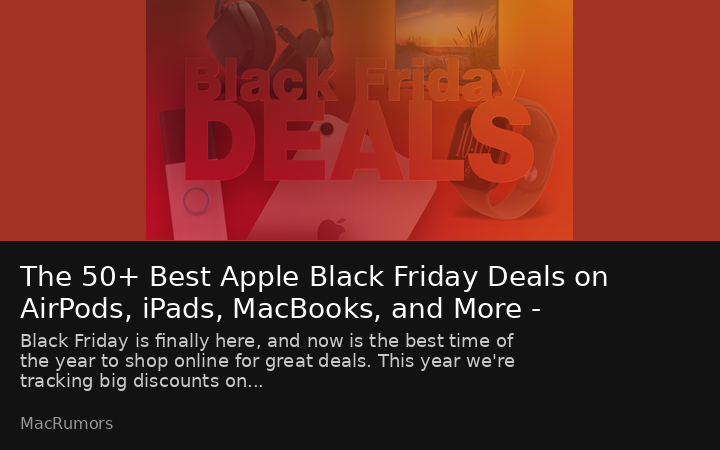 Black Friday
DEALS
The 50+ Best Apple Black Friday Deals on
AirPods, iPads, MacBooks, and More -
Black Friday is finally here, and now is the best time of
the year to shop online for great deals. This year we're
tracking big discounts on...
MacRumors